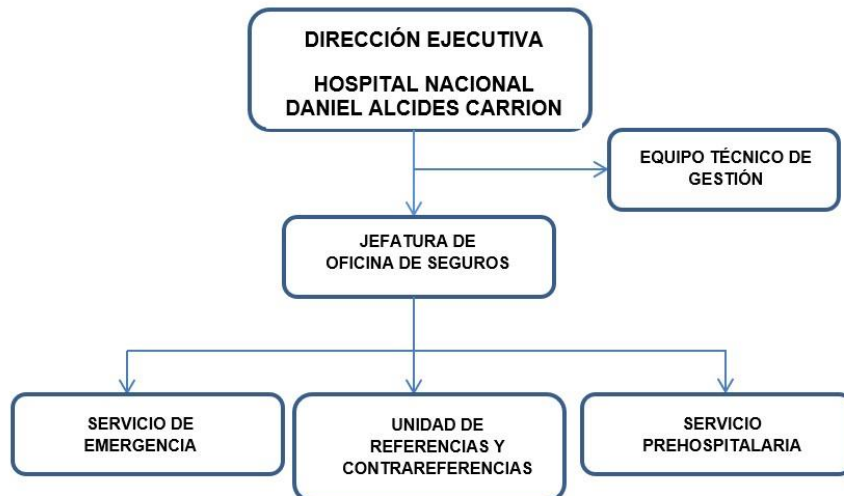 DIRECCIÓN EJECUTIVA
HOSPITAL NACIONAL
DANIEL ALCIDES CARRION
EQUIPO TÉCNICO DE
GESTIÓN
JEFATURA DE
OFICINA DE SEGUROS
SERVICIO DE
EMERGENCIA
UNIDAD DE
REFERENCIAS Y
CONTRAREFERENCIAS
SERVICIO
PREHOSPITALARIA